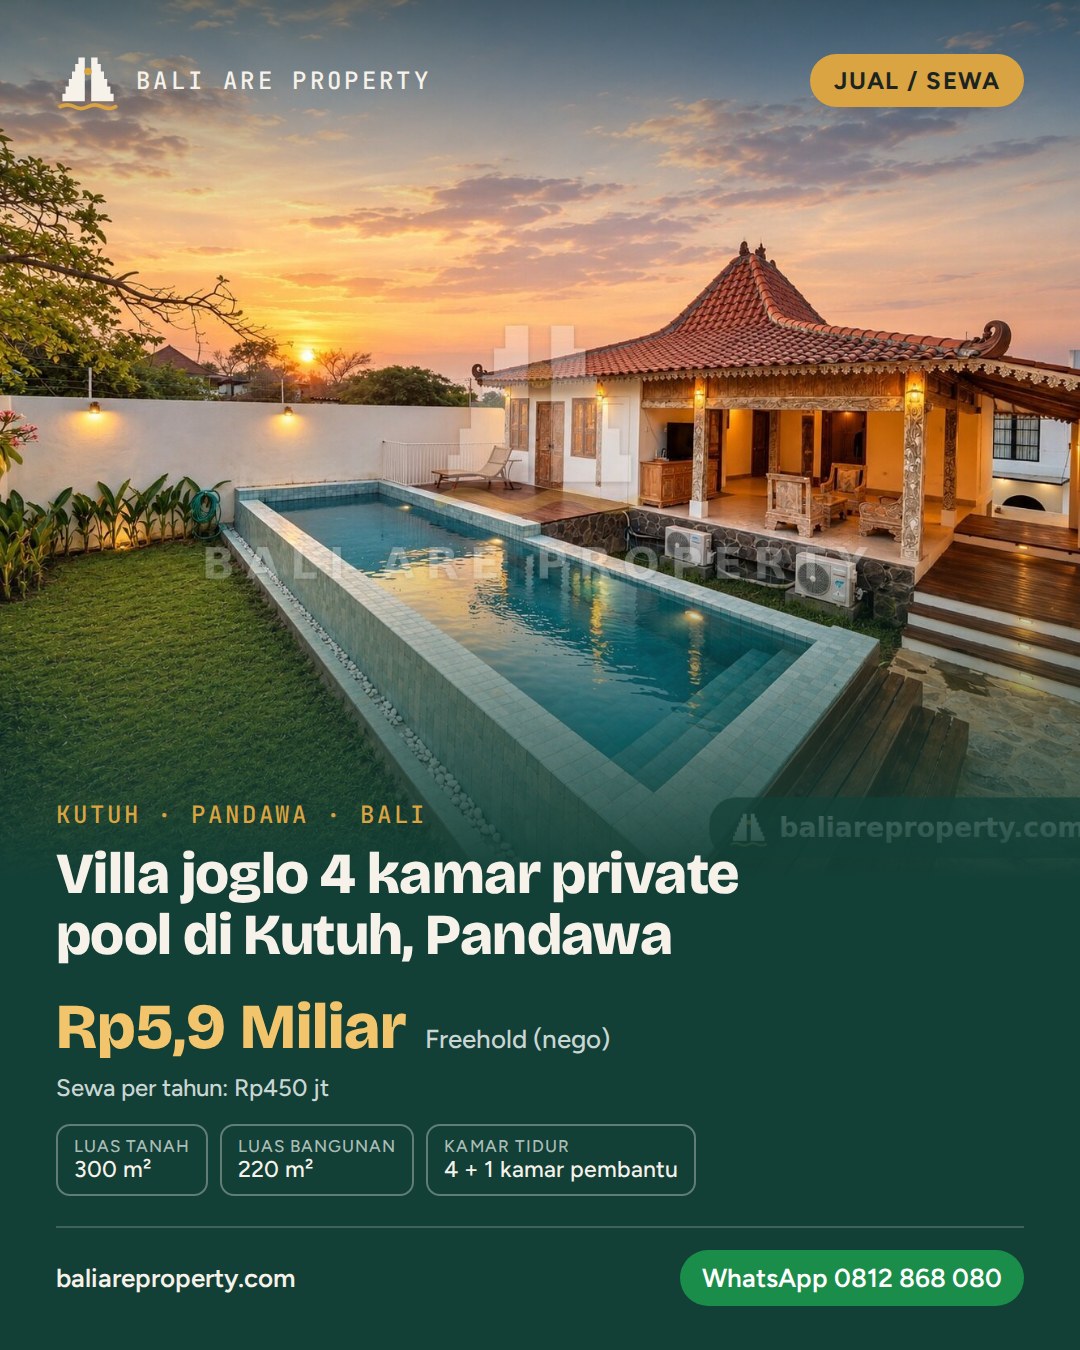 BALI ARE PROPERTY
JUAL / SEWA
BALI ARE PROPERTY
KUTUH · PANDAWA · BALI
baliareproperty.com
Villa joglo 4 kamar private
pool di Kutuh, Pandawa
Rp5,9 Miliar Freehold (nego)
Sewa per tahun: Rp450 jt
LUAS TANAH
300 m²
LUAS BANGUNAN
220 m²
KAMAR TIDUR
4 + 1 kamar pembantu
baliareproperty.com
WhatsApp 0812 868 080